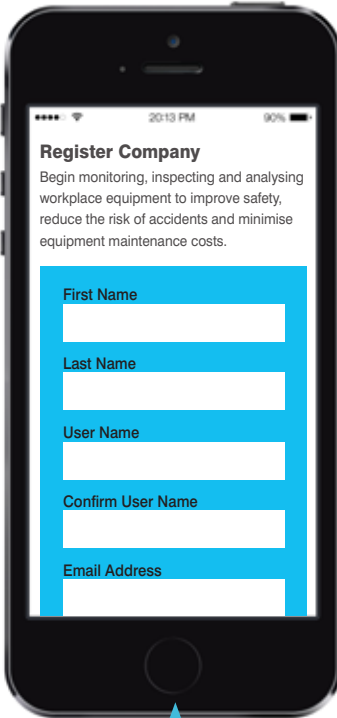 20:13 PM 90%
Register Company
Begin monitoring, inspecting and analysing
workplace equipment to improve safety,
reduce the risk of accidents and minimise
equipment maintenance costs.
First Name
Last Name
User Name
Confirm User Name
Email Address